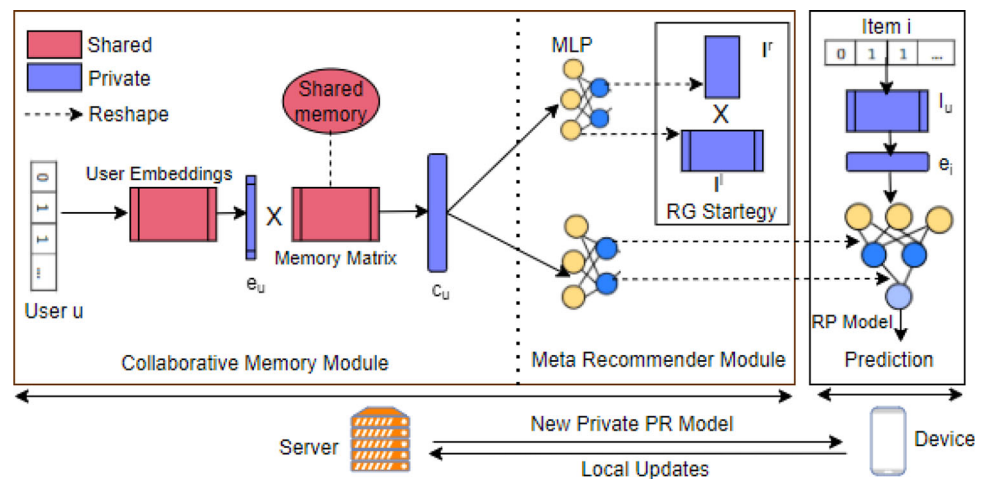 Shared
Private
Reshape
Shared
memory
User Embeddings
X
Memory Matrix
e_u
c_u
0
1
1
...
User u
Collaborative Memory Module
MLP
I^r
X
I^l
RG Startegy
Meta Recommender Module
Item i
0 1 1 ...
I_u
e_i
RP Model
Prediction
Server
New Private PR Model
Local Updates
Device